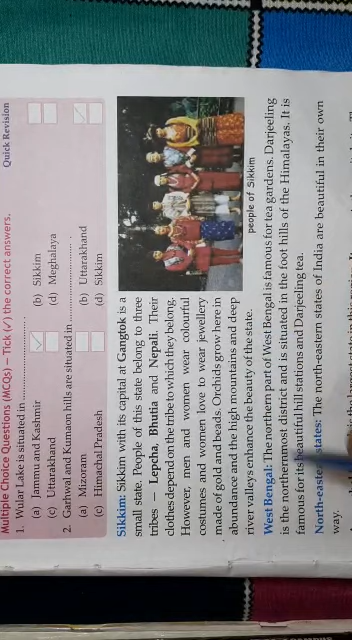 Multiple Choice Questions (MCQs) – Tick (✓) the correct answers.
Quick Revision
1. Wular Lake is situated in ........................
(a) Jammu and Kashmir ✓ (b) Sikkim
(c) Uttarakhand (d) Meghalaya
2. Garhwal and Kumaon hills are situated in ........................
(a) Mizoram (b) Uttarakhand ✓
(c) Himachal Pradesh (d) Sikkim
Sikkim: Sikkim with its capital at Gangtok is a
small state. People of this state belong to three
tribes — Lepcha, Bhutia and Nepali. Their
clothes depend on the tribe to which they belong.
However, men and women wear colourful
costumes and women love to wear jewellery
made of gold and beads. Orchids grow here in
abundance and the high mountains and deep
river valleys enhance the beauty of the state.
people of Sikkim
West Bengal: The northern part of West Bengal is famous for tea gardens. Darjeeling
is the northernmost district and is situated in the foot hills of the Himalayas. It is
famous for its beautiful hill stations and Darjeeling tea.
North-eastern states: The north-eastern states of India are beautiful in their own
way.